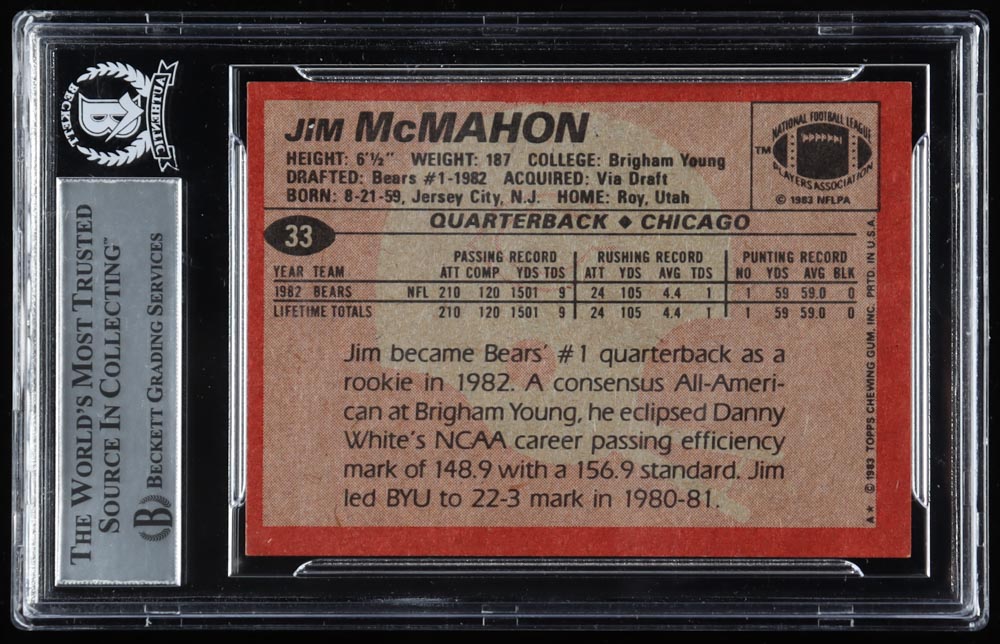 BECKETT
B
AUTHENTIC
THE WORLD'S MOST TRUSTED
SOURCE IN COLLECTING™
B BECKETT GRADING SERVICES
JIM McMAHON
HEIGHT: 6'½" WEIGHT: 187 COLLEGE: Brigham Young
DRAFTED: Bears #1-1982 ACQUIRED: Via Draft
BORN: 8-21-59, Jersey City, N.J. HOME: Roy, Utah
NATIONAL FOOTBALL LEAGUE
TM
PLAYERS ASSOCIATION
© 1983 NFLPA
33
QUARTERBACK ♦ CHICAGO
PASSING RECORD RUSHING RECORD PUNTING RECORD
YEAR TEAM ATT COMP YDS TDS ATT YDS AVG TDS NO YDS AVG BLK
1982 BEARS NFL 210 120 1501 9 24 105 4.4 1 1 59 59.0 0
LIFETIME TOTALS 210 120 1501 9 24 105 4.4 1 1 59 59.0 0
Jim became Bears' #1 quarterback as a
rookie in 1982. A consensus All-Ameri-
can at Brigham Young, he eclipsed Danny
White's NCAA career passing efficiency
mark of 148.9 with a 156.9 standard. Jim
led BYU to 22-3 mark in 1980-81.
A* © 1983 TOPPS CHEWING GUM, INC. PRTD. IN U.S.A.